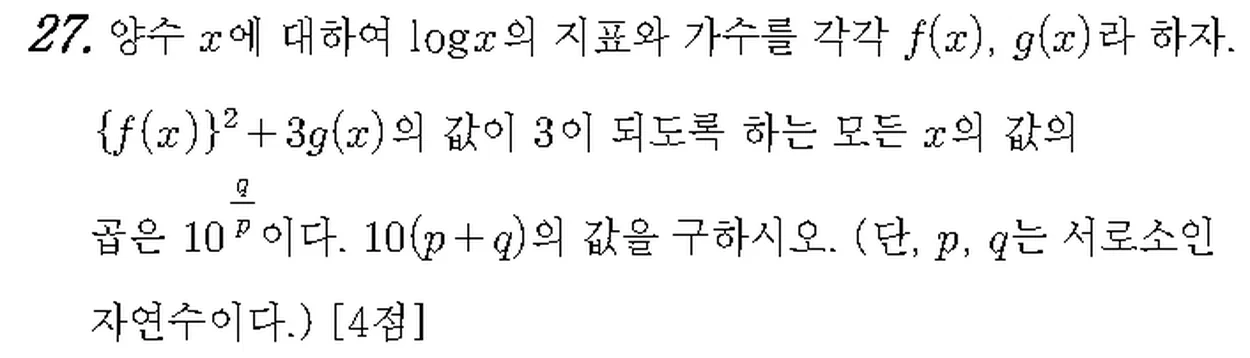 27. 양수 x에 대하여 logx의 지표와 가수를 각각 f(x), g(x)라 하자.
{f(x)}²+3g(x)의 값이 3이 되도록 하는 모든 x의 값의
곱은 10^(q/p)이다. 10(p+q)의 값을 구하시오. (단, p, q는 서로소인
자연수이다.) [4점]